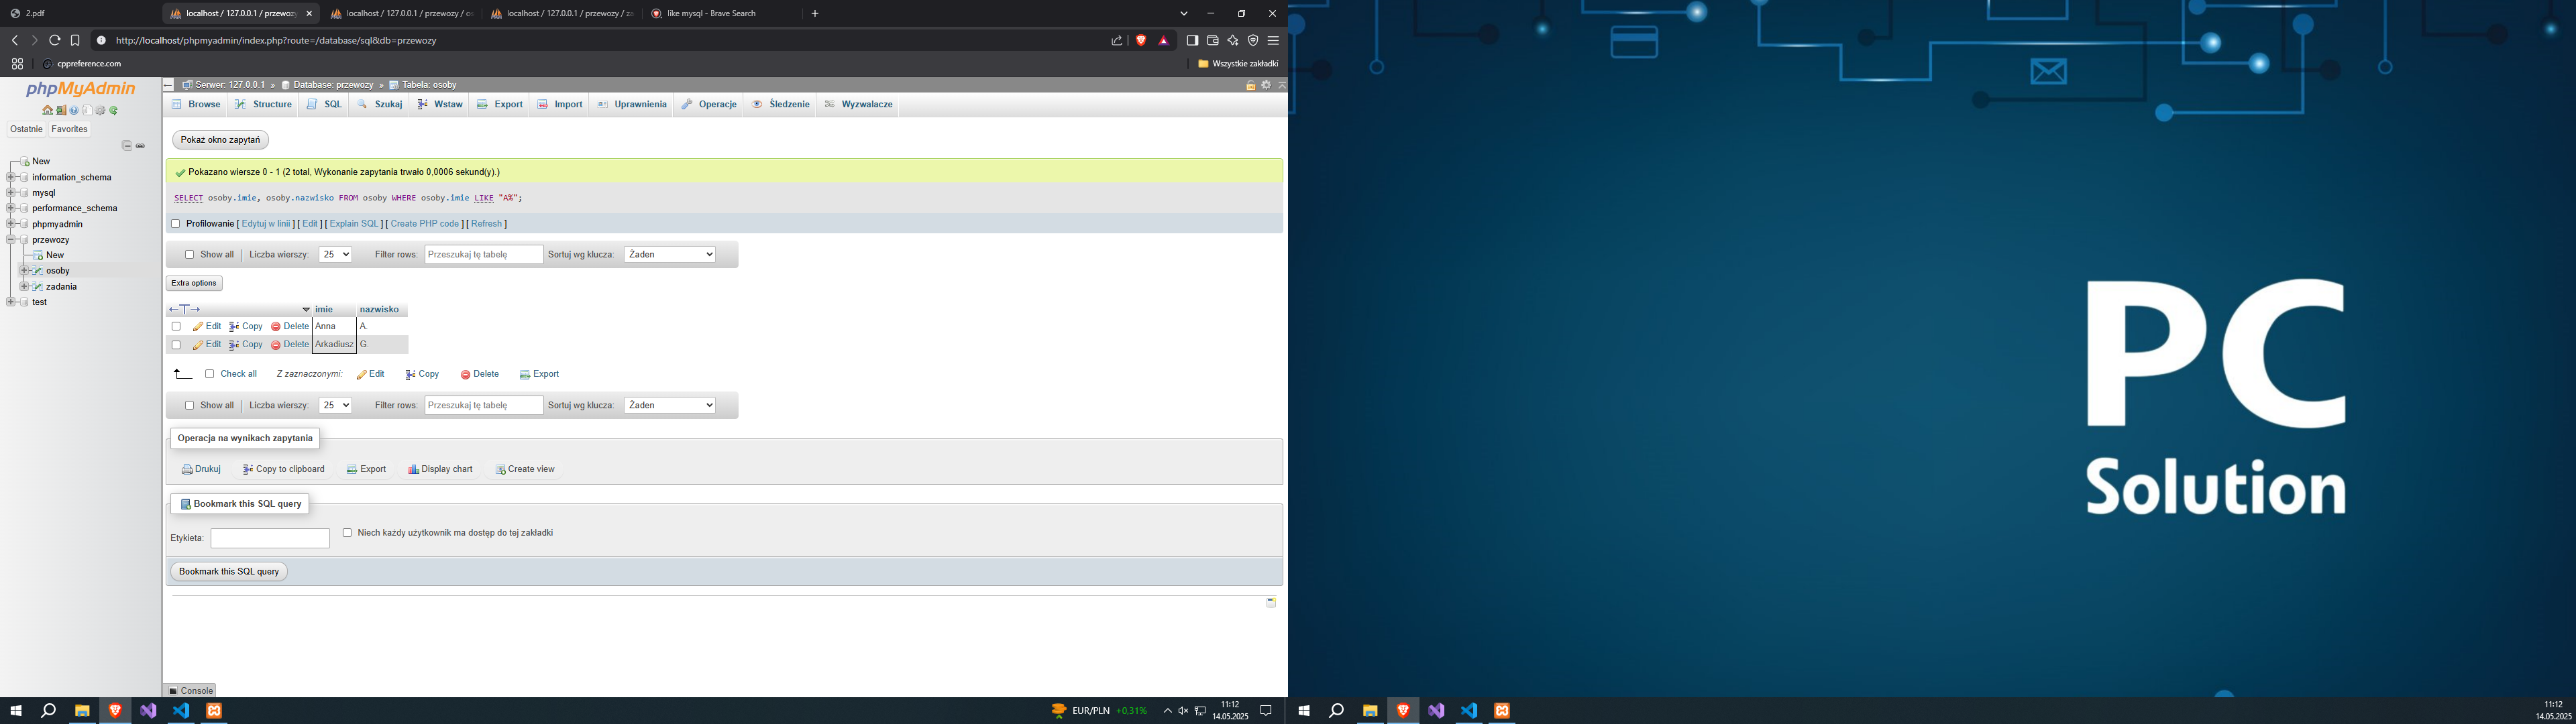 2.pdf
localhost / 127.0.0.1 / przewozy
localhost / 127.0.0.1 / przewozy / os
localhost / 127.0.0.1 / przewozy / za
like mysql - Brave Search
http://localhost/phpmyadmin/index.php?route=/database/sql&db=przewozy
cppreference.com
Wszystkie zakładki
phpMyAdmin
Ostatnie Favorites
New
information_schema
mysql
performance_schema
phpmyadmin
przewozy
New
osoby
zadania
test
Serwer: 127.0.0.1 » Database: przewozy » Tabela: osoby
Browse Structure SQL Szukaj Wstaw Export Import Uprawnienia Operacje Śledzenie Wyzwalacze
Pokaż okno zapytań
Pokazano wiersze 0 - 1 (2 total, Wykonanie zapytania trwało 0,0006 sekund(y).)
SELECT osoby.imie, osoby.nazwisko FROM osoby WHERE osoby.imie LIKE "A%";
Profilowanie [ Edytuj w linii ] [ Edit ] [ Explain SQL ] [ Create PHP code ] [ Refresh ]
Show all Liczba wierszy: 25 Filter rows: Przeszukaj tę tabelę Sortuj wg klucza: Żaden
Extra options
imie nazwisko
Edit Copy Delete Anna A.
Edit Copy Delete Arkadiusz G.
Check all Z zaznaczonymi: Edit Copy Delete Export
Show all Liczba wierszy: 25 Filter rows: Przeszukaj tę tabelę Sortuj wg klucza: Żaden
Operacja na wynikach zapytania
Drukuj Copy to clipboard Export Display chart Create view
Bookmark this SQL query
Etykieta: Niech każdy użytkownik ma dostęp do tej zakładki
Bookmark this SQL query
Console
EUR/PLN +0,31%
11:12
14.05.2025
PC
Solution
11:12
14.05.2025